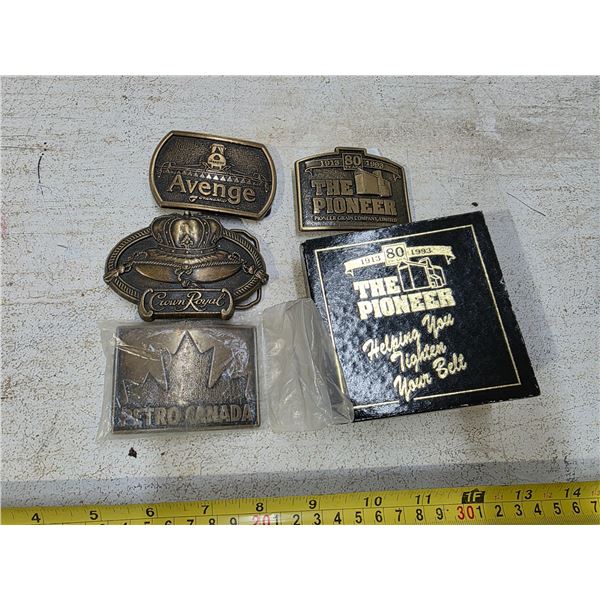 Avenge
1913 80 1993
THE
PIONEER
PIONEER GRAIN COMPANY, LIMITED
Crown Royal
PETRO CANADA
1913 80 1993
THE
PIONEER
Helping You
Tighten
Your Belt
4 5 6 7 8 9 10 11 1F 13 14